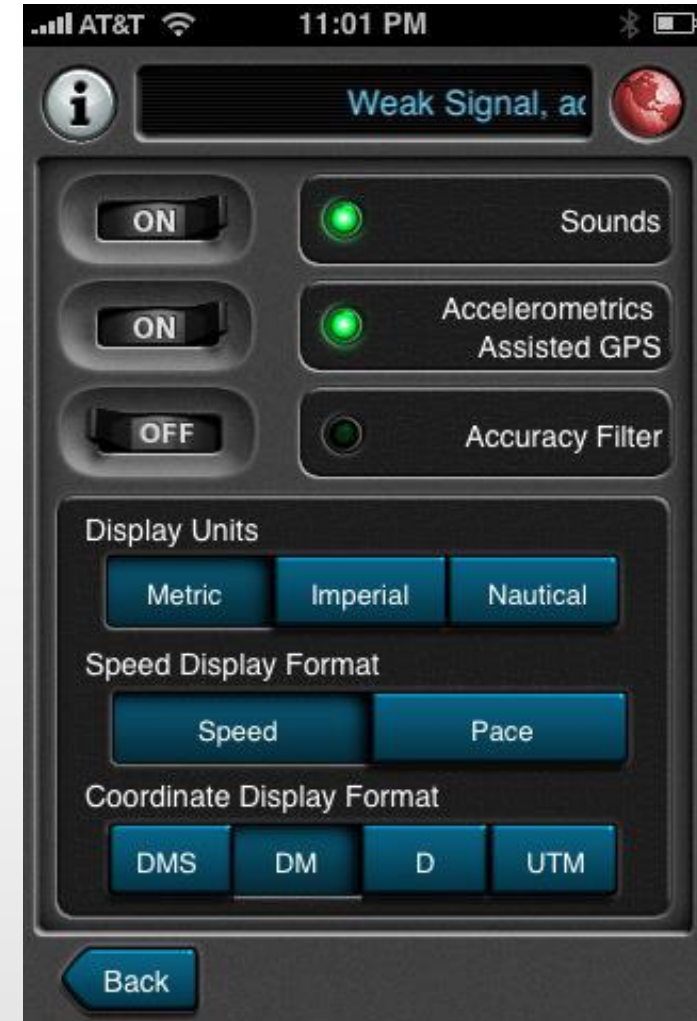 AT&T 11:01 PM
Weak Signal, ac
ON Sounds
ON Accelerometrics
Assisted GPS
OFF Accuracy Filter
Display Units
Metric Imperial Nautical
Speed Display Format
Speed Pace
Coordinate Display Format
DMS DM D UTM
Back